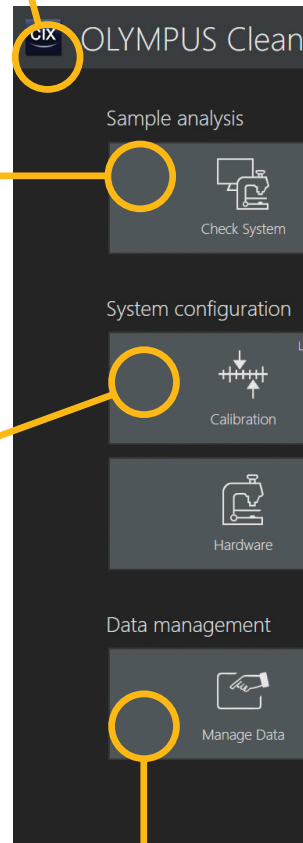 CIX
OLYMPUS Clean
Sample analysis
Check System
System configuration
L
Calibration
Hardware
Data management
Manage Data